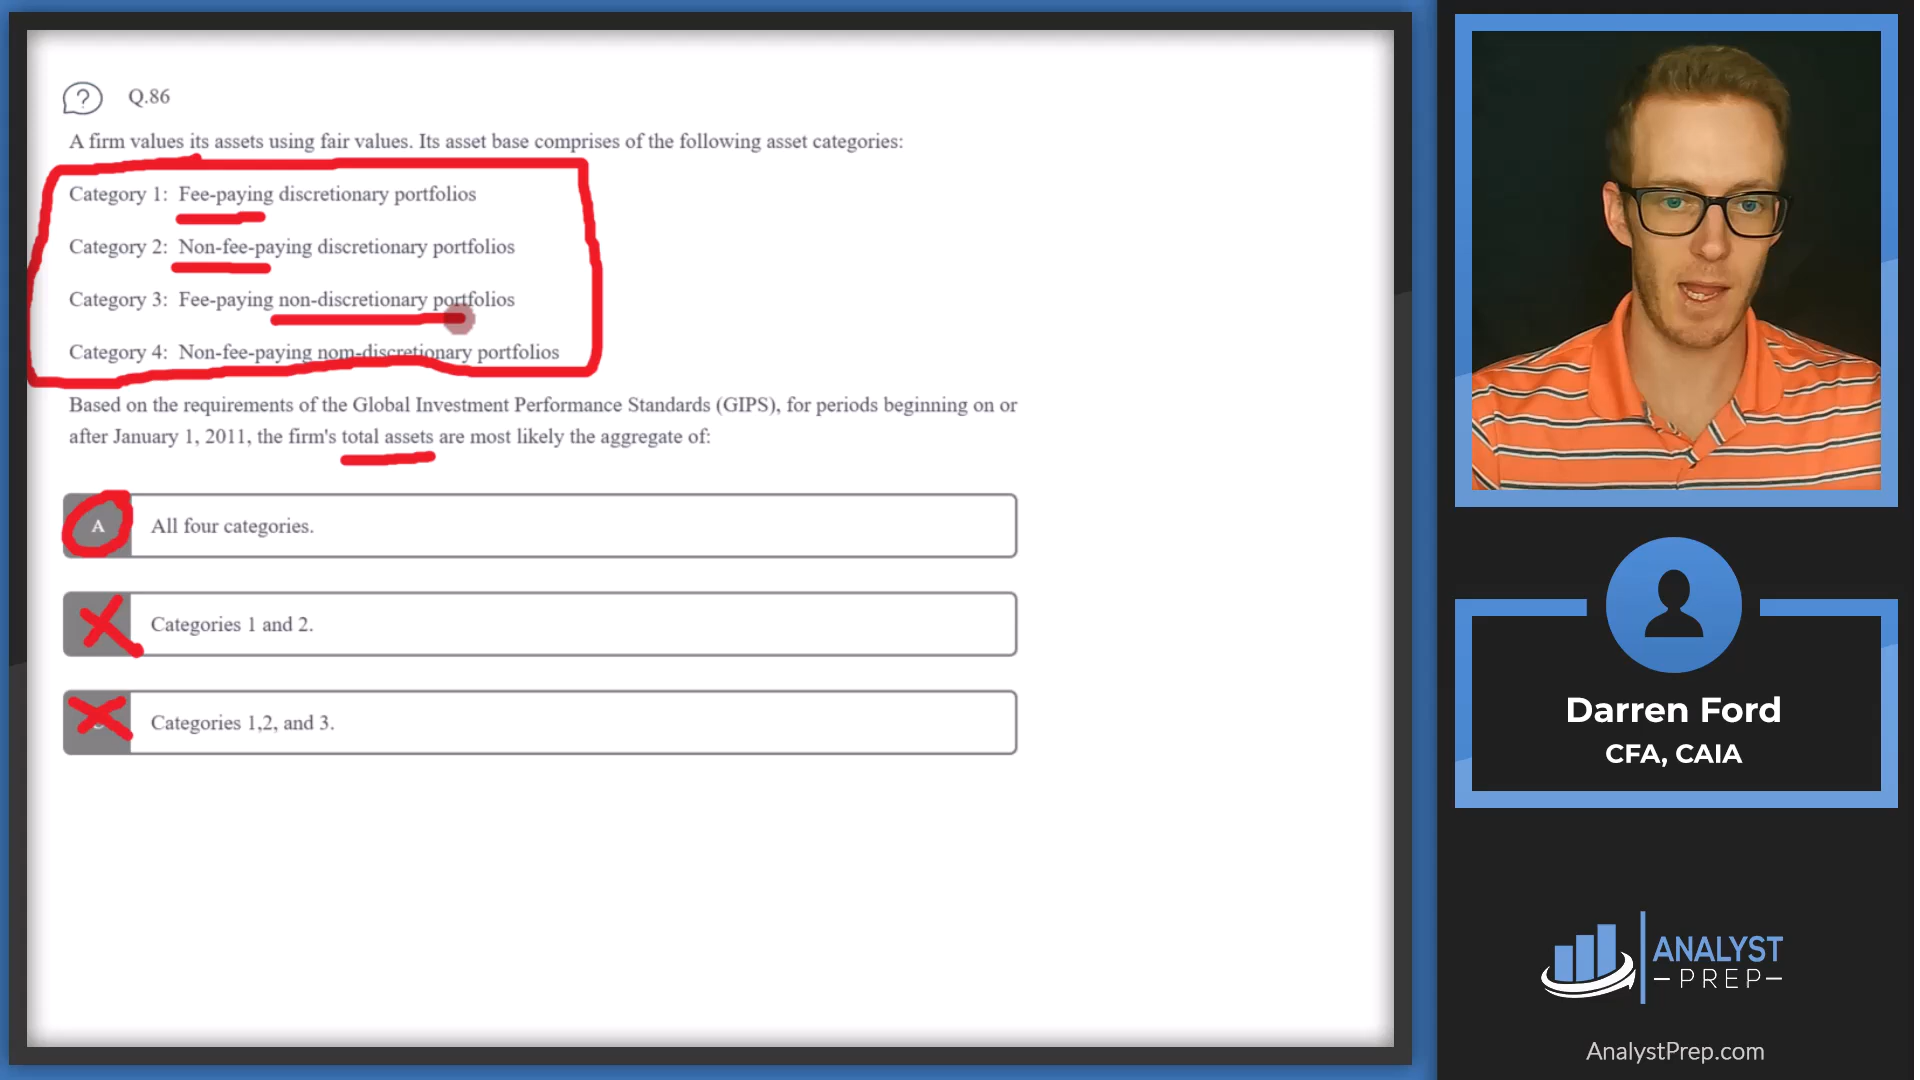 Q.86
A firm values its assets using fair values. Its asset base comprises of the following asset categories:
Category 1: Fee-paying discretionary portfolios
Category 2: Non-fee-paying discretionary portfolios
Category 3: Fee-paying non-discretionary portfolios
Category 4: Non-fee-paying nom-discretionary portfolios
Based on the requirements of the Global Investment Performance Standards (GIPS), for periods beginning on or
after January 1, 2011, the firm's total assets are most likely the aggregate of:
A All four categories.
Categories 1 and 2.
Categories 1,2, and 3.
Darren Ford
CFA, CAIA
ANALYST
PREP
AnalystPrep.com